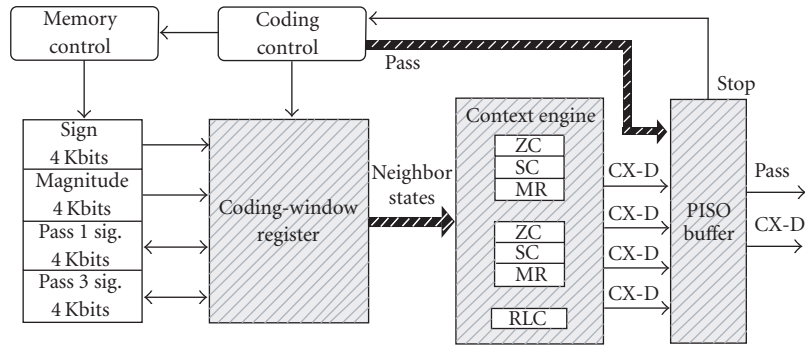 Memory
control
Coding
control
Pass
Stop
Sign
4 Kbits
Magnitude
4 Kbits
Pass 1 sig.
4 Kbits
Pass 3 sig.
4 Kbits
Coding-window
register
Neighbor
states
Context engine
ZC
SC
MR
ZC
SC
MR
RLC
CX-D
CX-D
CX-D
CX-D
PISO
buffer
Pass
CX-D